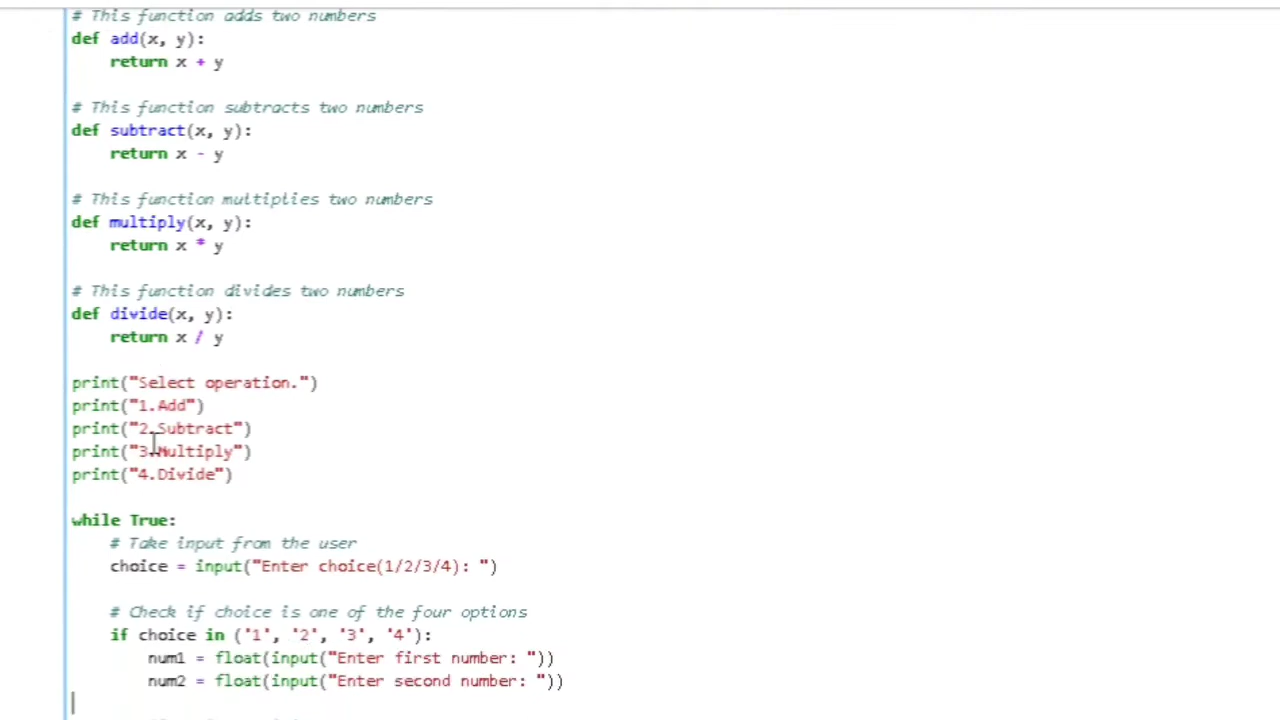 # This function adds two numbers
def add(x, y):
    return x + y
# This function subtracts two numbers
def subtract(x, y):
    return x - y
# This function multiplies two numbers
def multiply(x, y):
    return x * y
# This function divides two numbers
def divide(x, y):
    return x / y
print("Select operation.")
print("1.Add")
print("2.Subtract")
print("3.Multiply")
print("4.Divide")
while True:
    # Take input from the user
    choice = input("Enter choice(1/2/3/4): ")
    # Check if choice is one of the four options
    if choice in ('1', '2', '3', '4'):
        num1 = float(input("Enter first number: "))
        num2 = float(input("Enter second number: "))